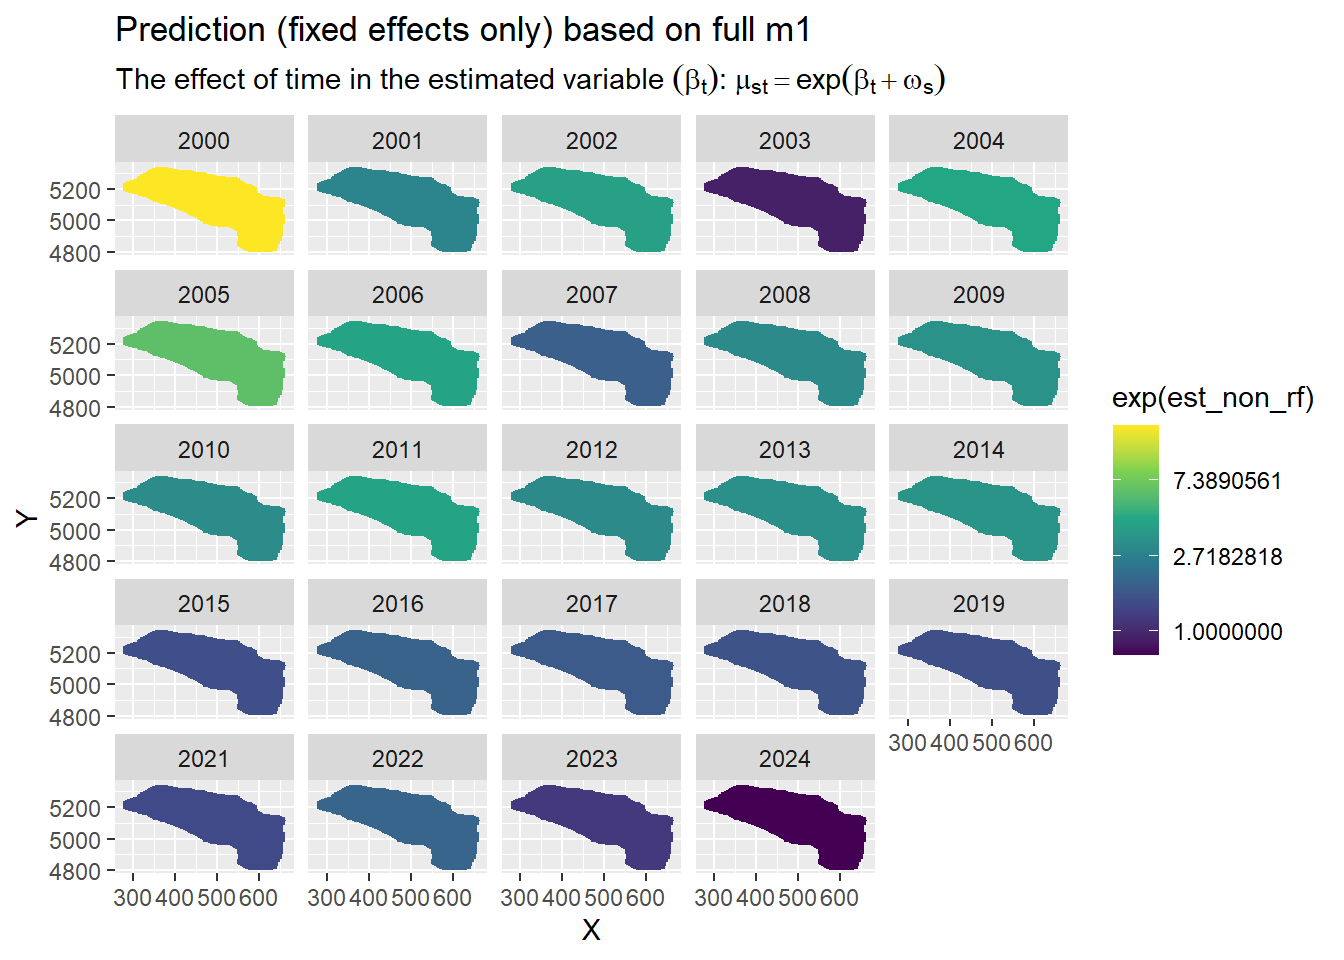 Prediction (fixed effects only) based on full m1
The effect of time in the estimated variable (βt): μst = exp(βt + ωs)
2000 2001 2002 2003 2004
5200
5000
4800
2005 2006 2007 2008 2009
5200
5000
4800
2010 2011 2012 2013 2014
5200
5000
4800
2015 2016 2017 2018 2019
5200
5000
4800
300 400 500 600
2021 2022 2023 2024
5200
5000
4800
300 400 500 600 300 400 500 600 300 400 500 600 300 400 500 600
X
Y
exp(est_non_rf)
7.3890561
2.7182818
1.0000000